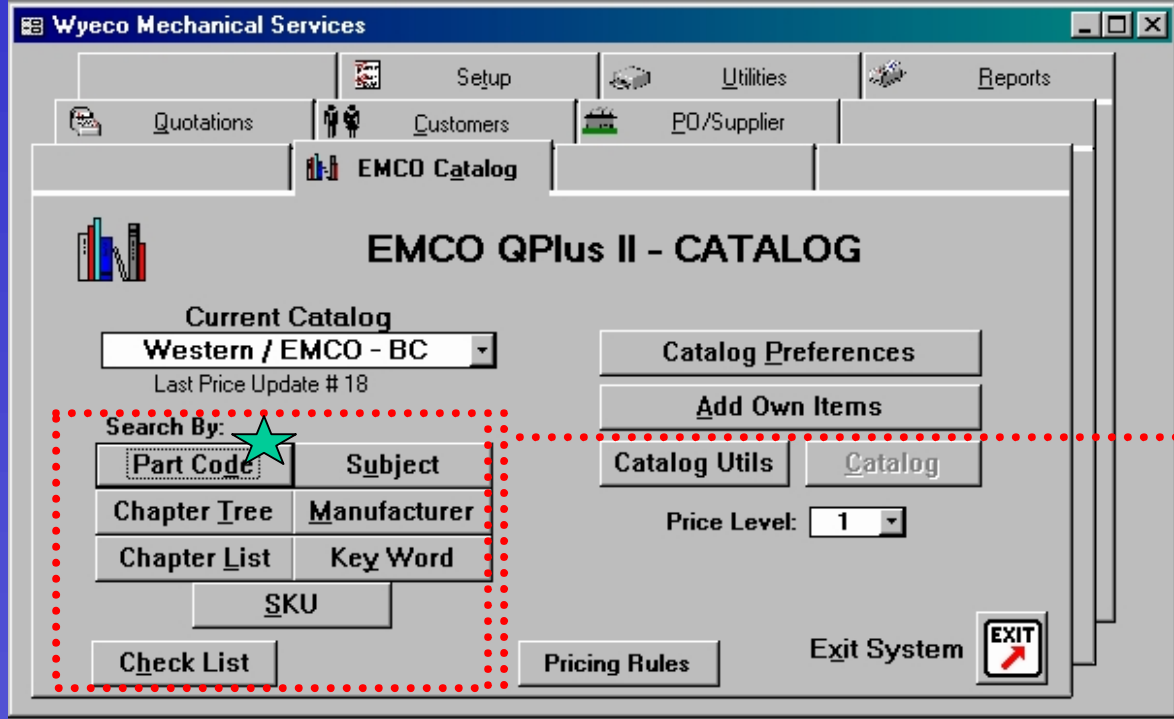 Wyeco Mechanical Services
Setup Utilities Reports
Quotations Customers PO/Supplier
EMCO Catalog
EMCO QPlus II - CATALOG
Current Catalog
Western / EMCO - BC
Last Price Update # 18
Catalog Preferences
Add Own Items
Search By:
Part Code Subject
Catalog Utils Catalog
Chapter Tree Manufacturer
Price Level: 1
Chapter List Key Word
SKU
Check List
Pricing Rules
Exit System
EXIT